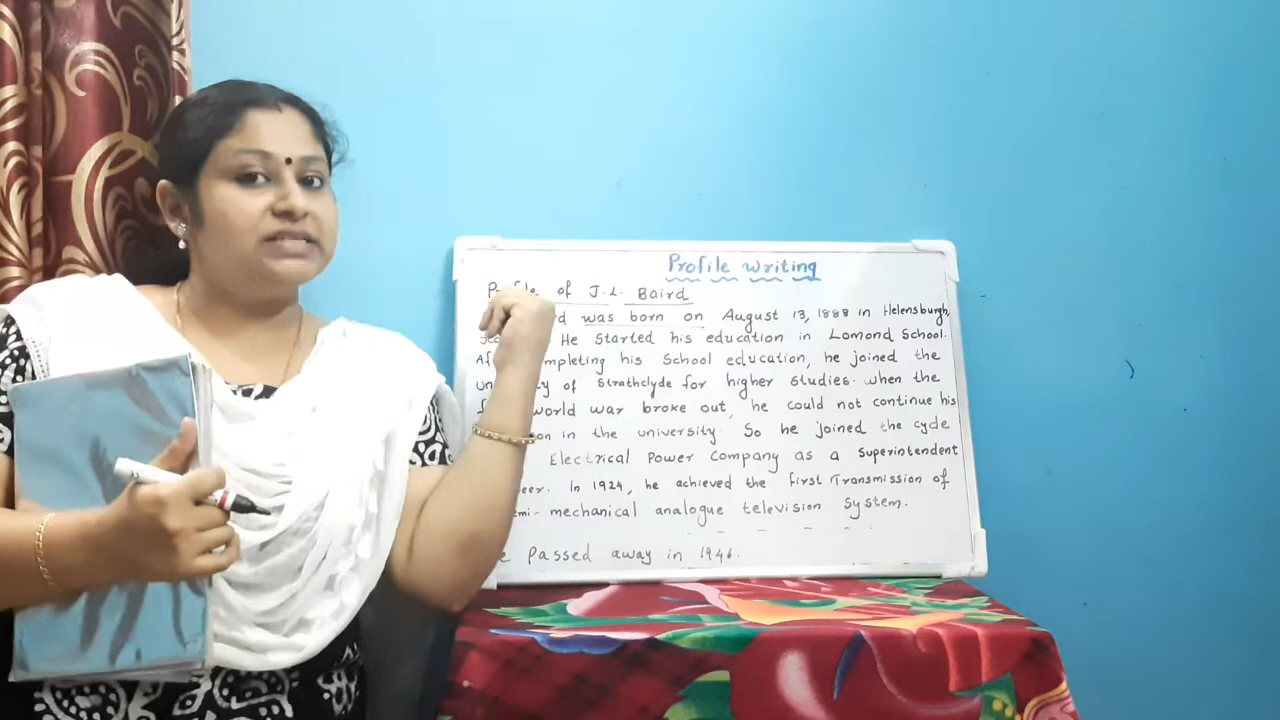 Profile writing
of J.L. Baird
was born on August 13, 1888 in Helensburgh,
He Started his education in Lomond School.
his School education, he joined the
of Strathclyde for higher studies. when the
world war broke out, he could not continue his
in the university. So he joined the cyde
Electrical Power Company as a Superintendent
In 1924, he achieved the first Transmission of
mechanical analogue television System.
Passed away in 1946.